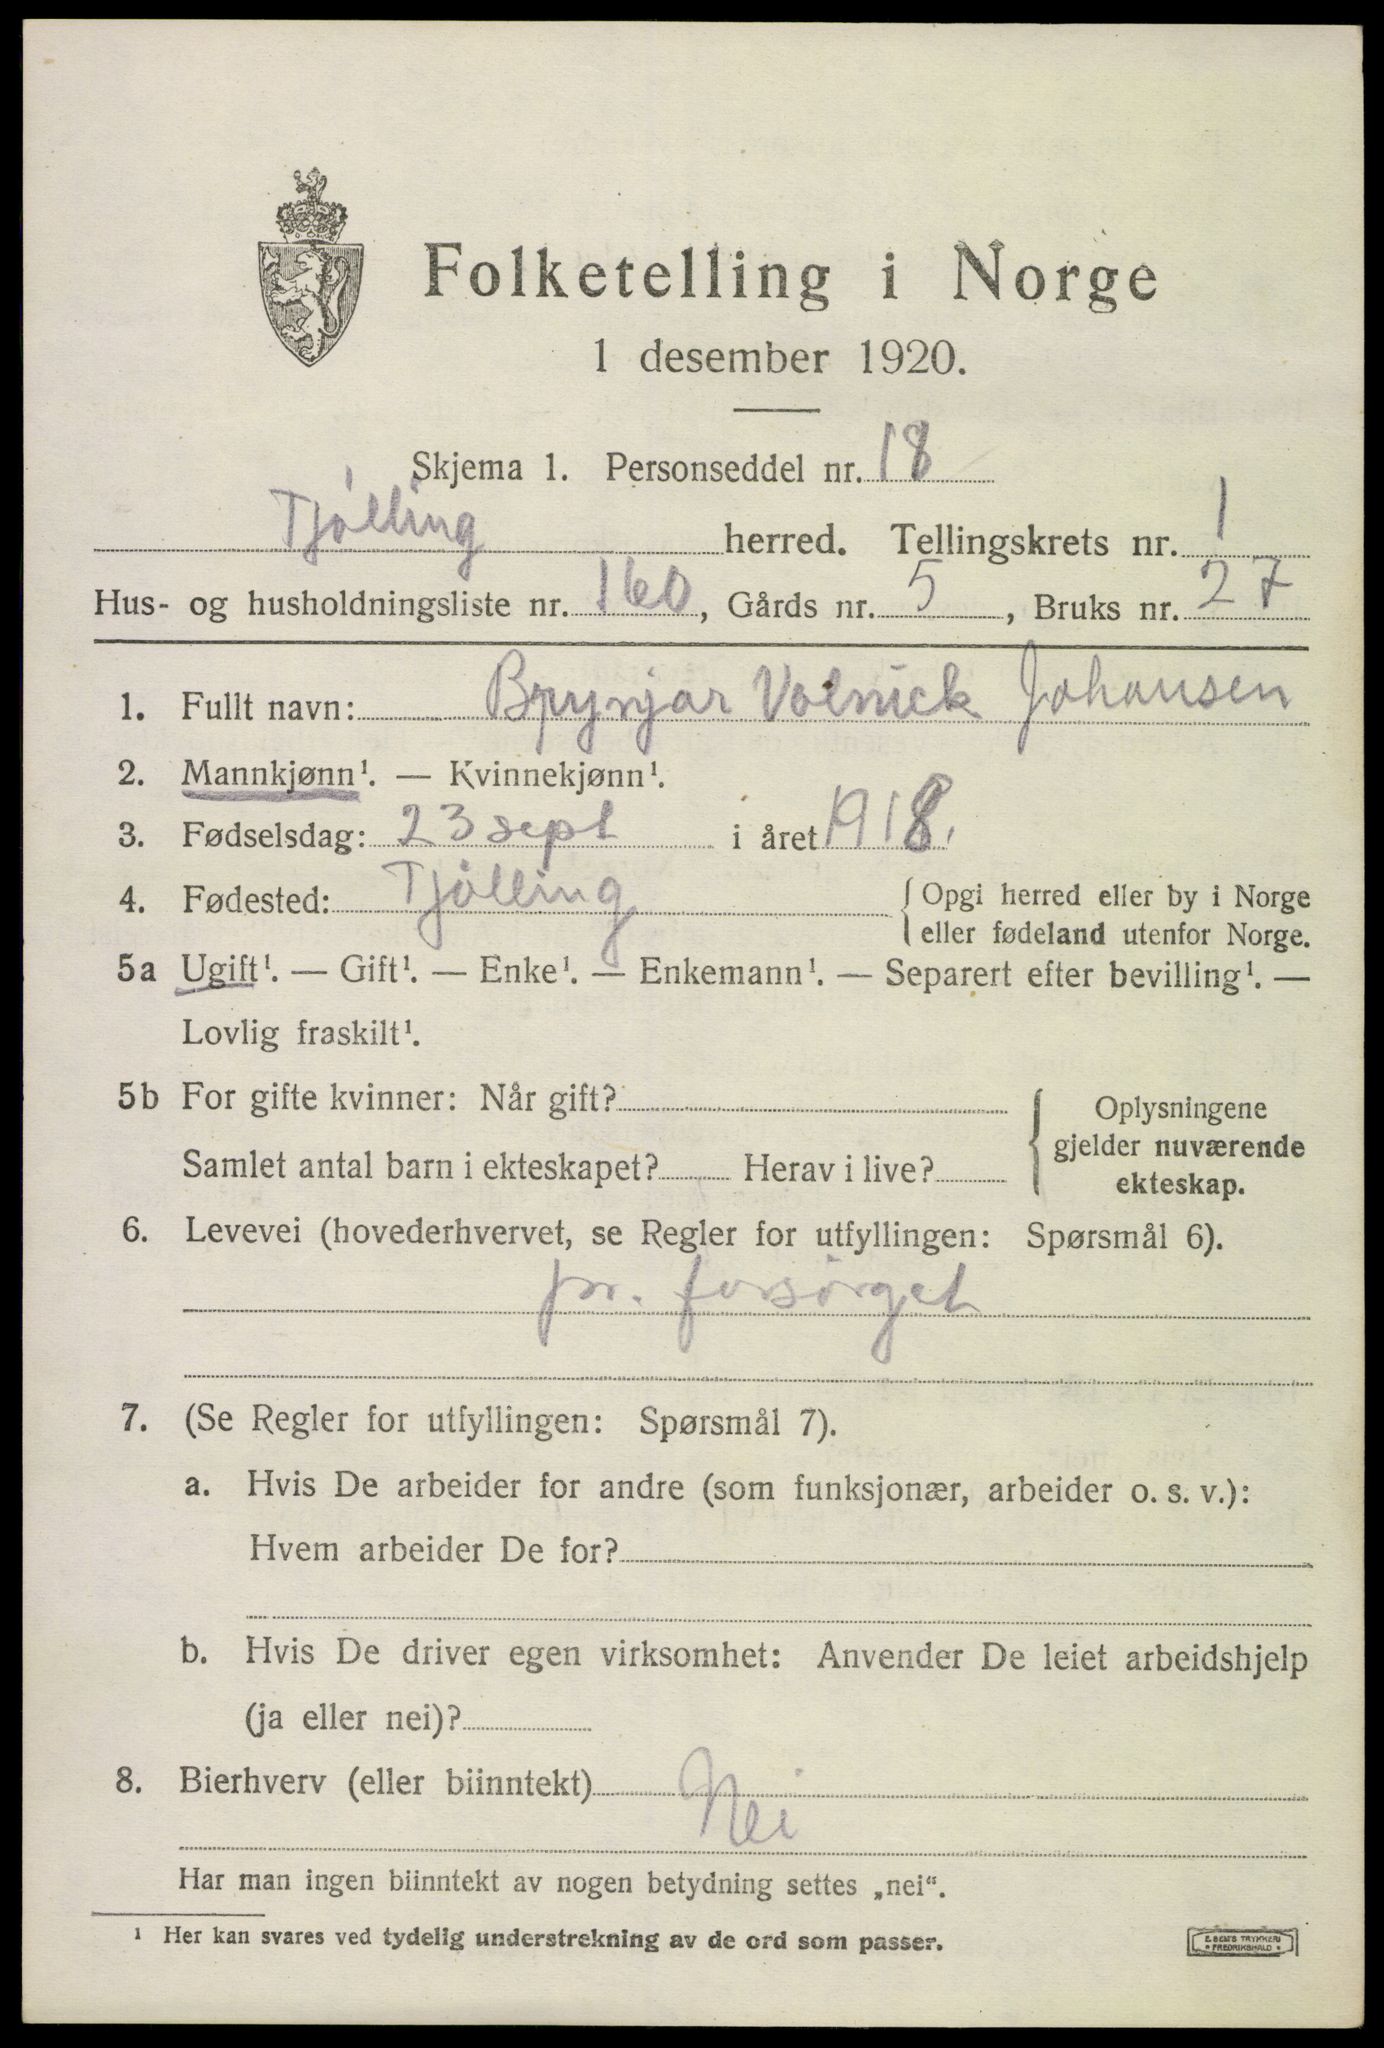 Folketelling i Norge
1 desember 1920.
Skjema 1. Personseddel nr. 18
Tjölling herred. Tellingskrets nr. 1
Hus- og husholdningsliste nr. 160, Gårds nr. 5, Bruks nr. 27
1. Fullt navn: Brynjar Johansen
2. Mannkjønn¹. — Kvinnekjønn¹.
3. Fødselsdag: 23 sept i året 1918.
4. Fødested: Tjölling { Opgi herred eller by i Norge
eller fødeland utenfor Norge.
5a Ugift¹. — Gift¹. — Enke¹. — Enkemann¹. — Separert efter bevilling¹. —
Lovlig fraskilt¹.
5b For gifte kvinner: Når gift?
Samlet antal barn i ekteskapet? Herav i live?
{ Oplysningene
gjelder nuværende
ekteskap.
6. Levevei (hovederhvervet, se Regler for utfyllingen: Spørsmål 6).
pr. forsörget
7. (Se Regler for utfyllingen: Spørsmål 7).
a. Hvis De arbeider for andre (som funksjonær, arbeider o. s. v.):
Hvem arbeider De for?
b. Hvis De driver egen virksomhet: Anvender De leiet arbeidshjelp
(ja eller nei)?
8. Bierhverv (eller biinntekt) Nei
Har man ingen biinntekt av nogen betydning settes „nei“.
¹ Her kan svares ved tydelig understrekning av de ord som passer.
E. SEM'S TRYKKERI
FREDRIKSHALD